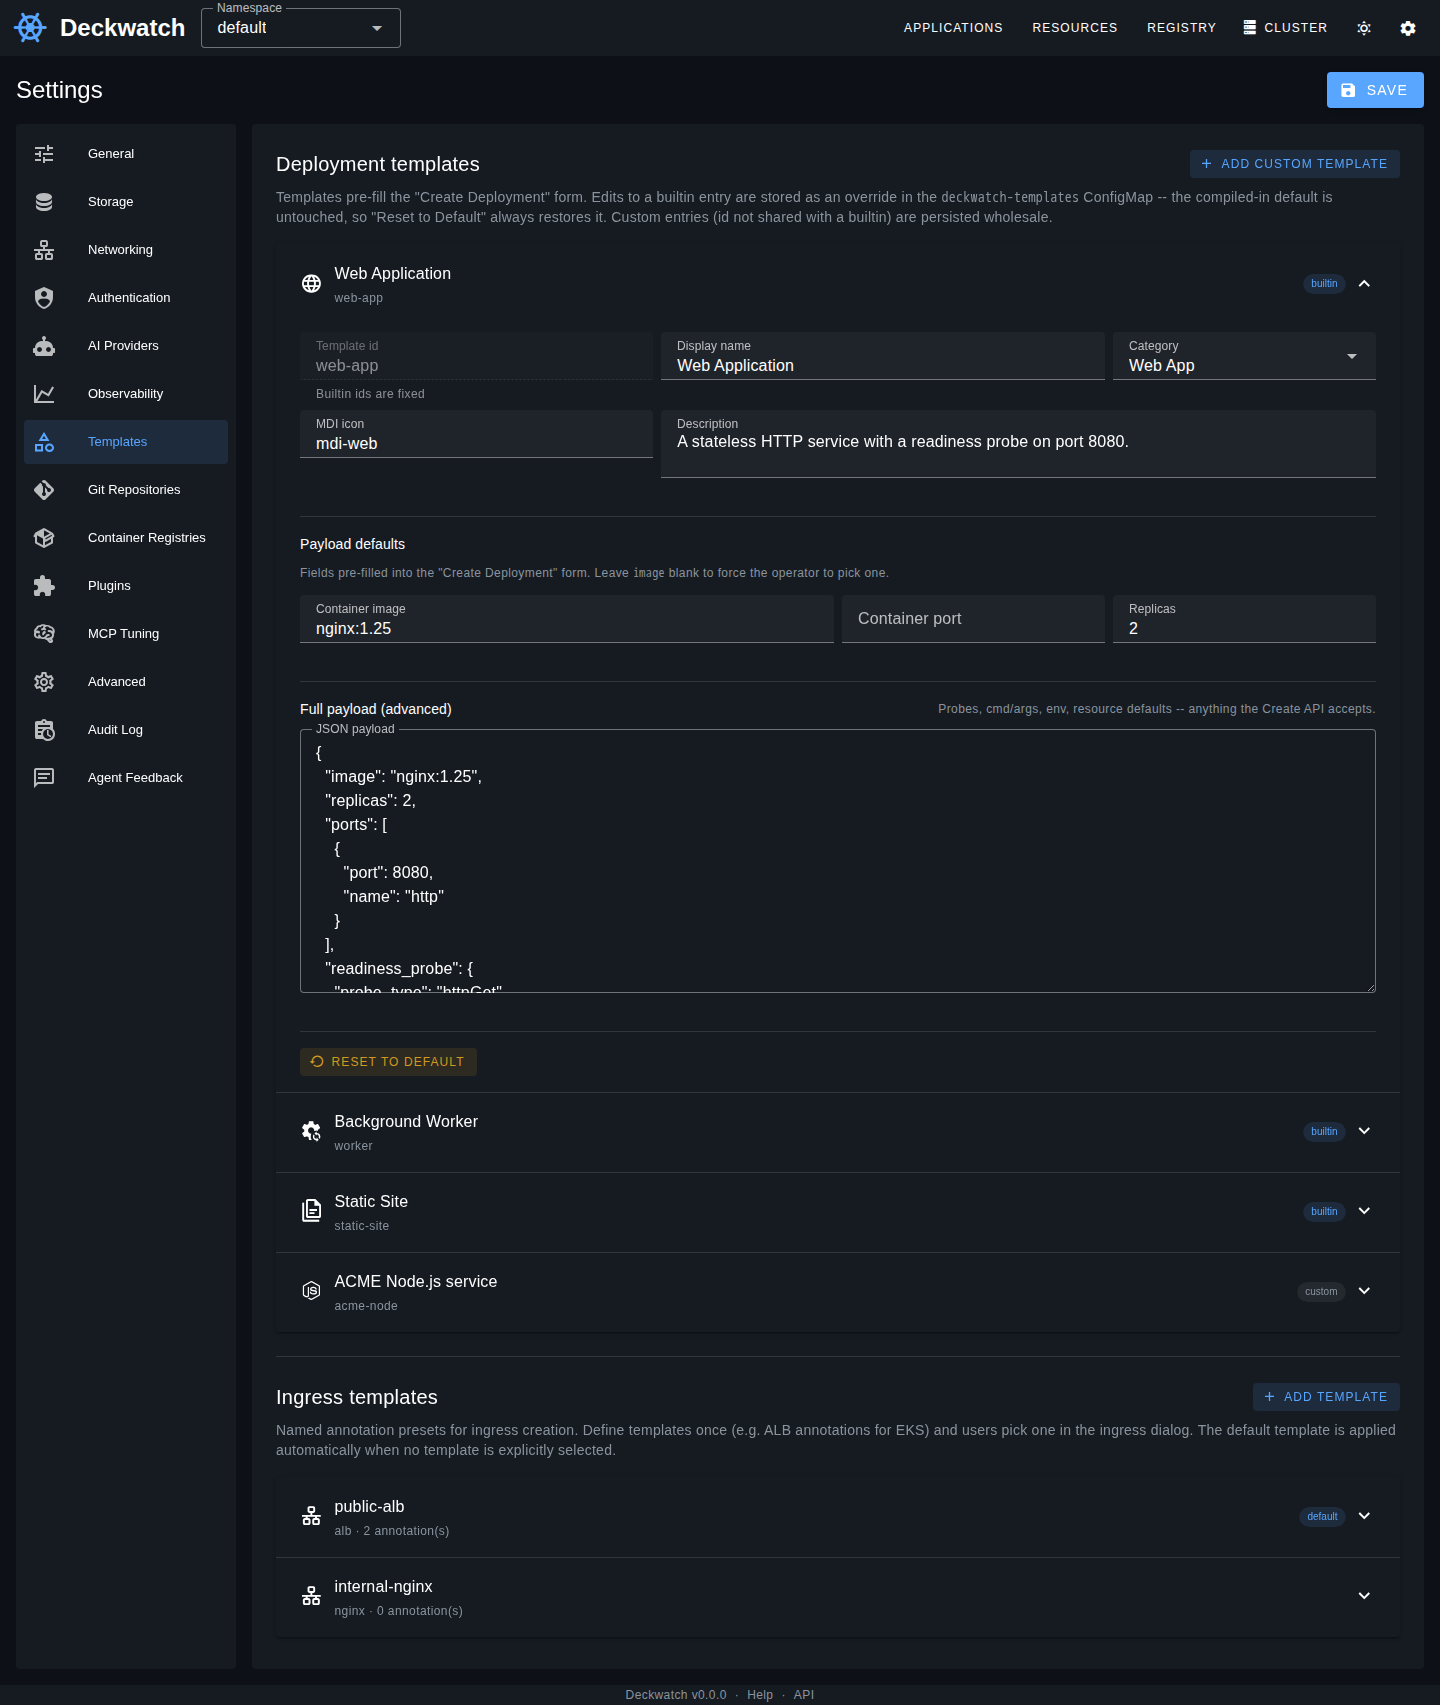 Deckwatch
Namespace
default
APPLICATIONS
RESOURCES
REGISTRY
CLUSTER
Settings
SAVE
General
Storage
Networking
Authentication
AI Providers
Observability
Templates
Git Repositories
Container Registries
Plugins
MCP Tuning
Advanced
Audit Log
Agent Feedback
Deployment templates
ADD CUSTOM TEMPLATE
Templates pre-fill the "Create Deployment" form. Edits to a builtin entry are stored as an override in the deckwatch-templates ConfigMap -- the compiled-in default is
untouched, so "Reset to Default" always restores it. Custom entries (id not shared with a builtin) are persisted wholesale.
Web Application
web-app
builtin
Template id
web-app
Builtin ids are fixed
Display name
Web Application
Category
Web App
MDI icon
mdi-web
Description
A stateless HTTP service with a readiness probe on port 8080.
Payload defaults
Fields pre-filled into the "Create Deployment" form. Leave image blank to force the operator to pick one.
Container image
nginx:1.25
Container port
Replicas
2
Full payload (advanced)
Probes, cmd/args, env, resource defaults -- anything the Create API accepts.
JSON payload
{
"image": "nginx:1.25",
"replicas": 2,
"ports": [
{
"port": 8080,
"name": "http"
}
],
"readiness_probe": {
"probe_type": "httpGet"
RESET TO DEFAULT
Background Worker
worker
builtin
Static Site
static-site
builtin
ACME Node.js service
acme-node
custom
Ingress templates
ADD TEMPLATE
Named annotation presets for ingress creation. Define templates once (e.g. ALB annotations for EKS) and users pick one in the ingress dialog. The default template is applied
automatically when no template is explicitly selected.
public-alb
alb · 2 annotation(s)
default
internal-nginx
nginx · 0 annotation(s)
Deckwatch v0.0.0 · Help · API